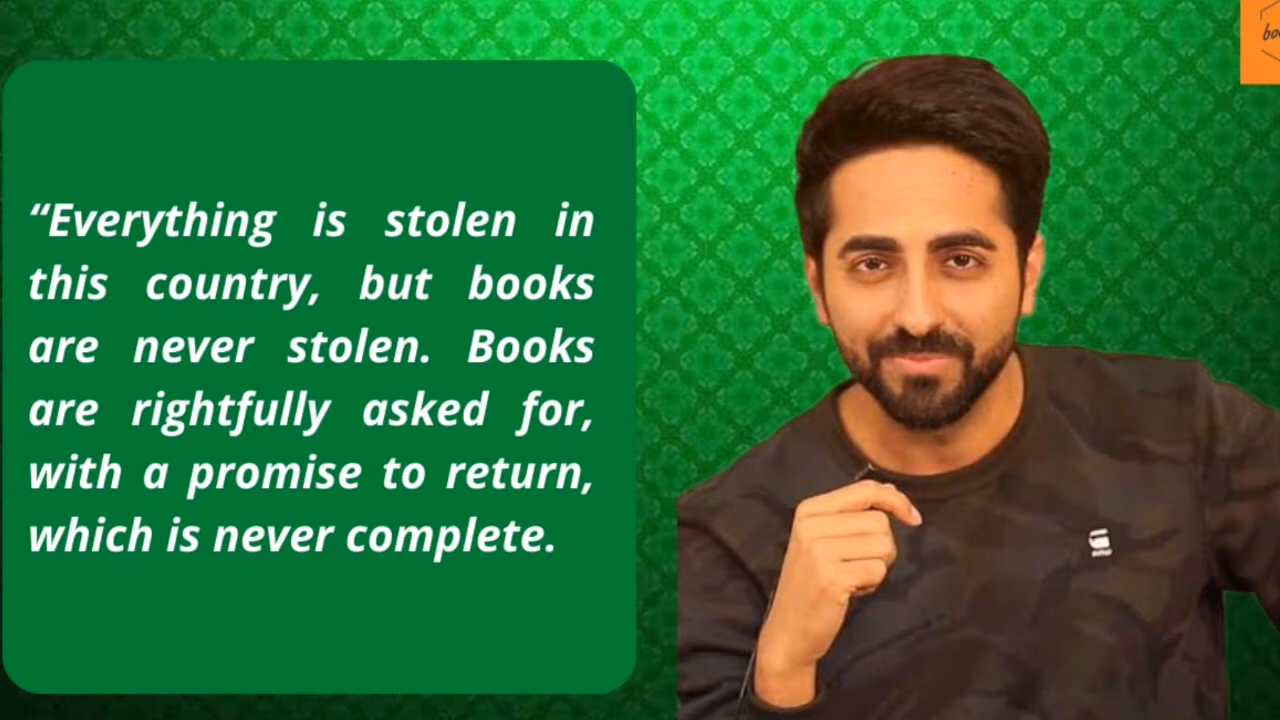 “Everything is stolen in
this country, but books
are never stolen. Books
are rightfully asked for,
with a promise to return,
which is never complete.